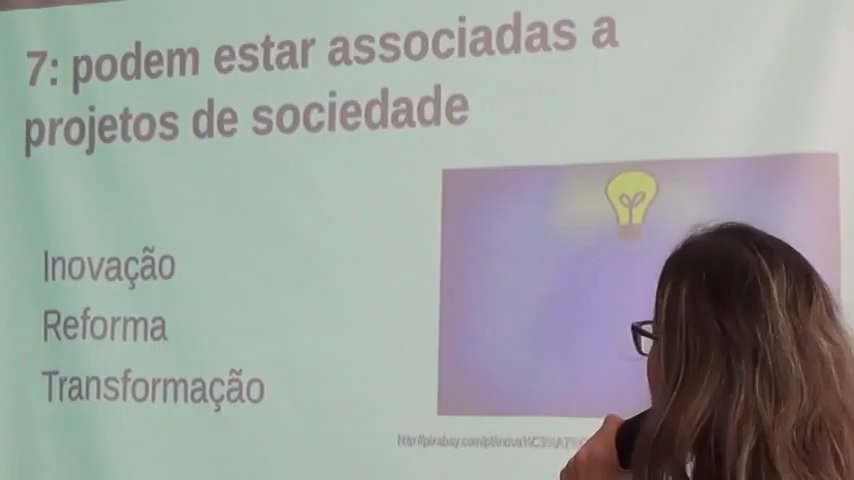 7: podem estar associadas a
projetos de sociedade
Inovação
Reforma
Transformação